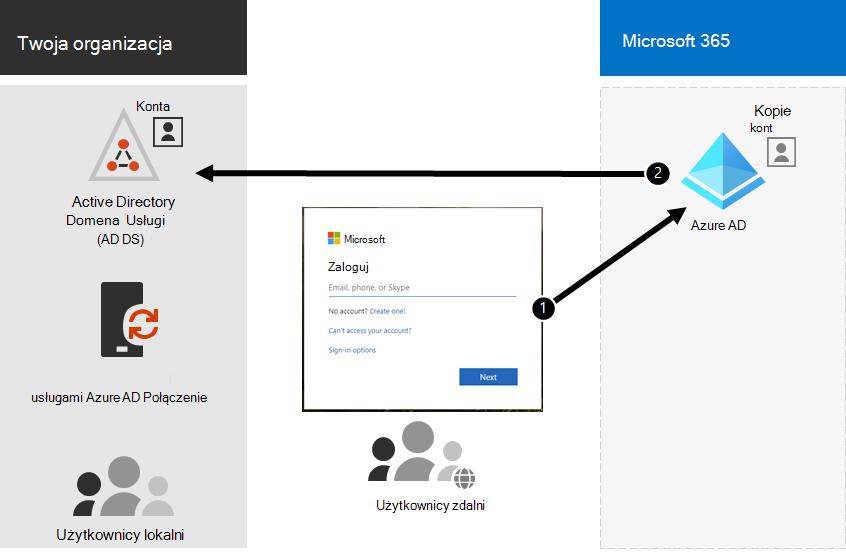 Twoja organizacja
Microsoft 365
Konta
Active Directory
Domena Usługi
(AD DS)
usługami Azure AD Połączenie
Użytkownicy lokalni
Microsoft
Zaloguj
Email, phone, or Skype
No account? Create one!
Can't access your account?
Sign-in options
Next
1
2
Użytkownicy zdalni
Kopie
kont
Azure AD